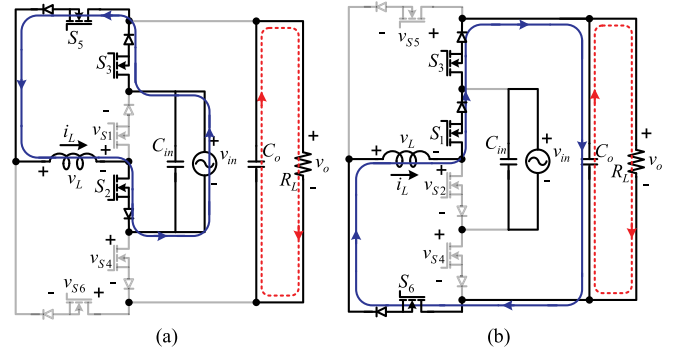 S5
S3
+
vS1
-
iL
+
vL
-
S2
+
vS4
-
vS6
-
+
Cin
+
vin
-
Co
RL
+
vo
-
(a)
-
vS5
+
S3
S1
vL
+
-
iL
+
vS2
-
+
vS4
-
S6
Cin
+
vin
-
Co
RL
+
vo
-
(b)